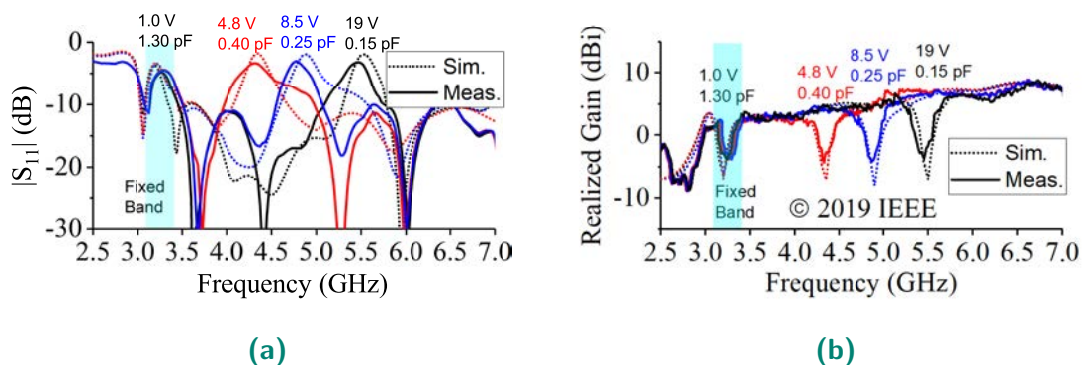 1.0 V
1.30 pF
4.8 V
0.40 pF
8.5 V
0.25 pF
19 V
0.15 pF
Sim.
Meas.
Fixed
Band
|S11| (dB)
0
-10
-20
-30
2.5 3.0 3.5 4.0 4.5 5.0 5.5 6.0 6.5 7.0
Frequency (GHz)
(a)
1.0 V
1.30 pF
4.8 V
0.40 pF
8.5 V
0.25 pF
19 V
0.15 pF
Sim.
Meas.
Fixed
Band
© 2019 IEEE
Realized Gain (dBi)
10
0
-10
2.5 3.0 3.5 4.0 4.5 5.0 5.5 6.0 6.5 7.0
Frequency (GHz)
(b)